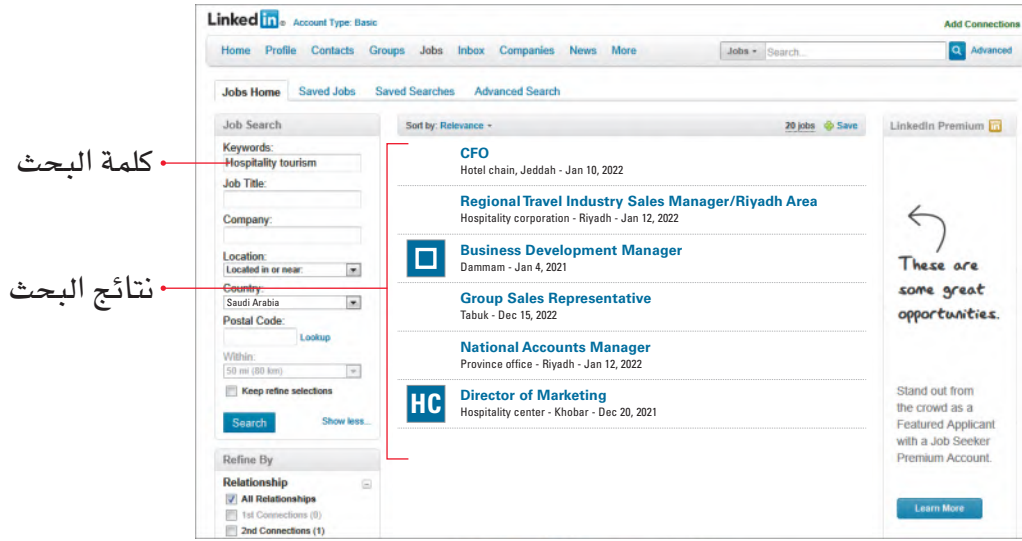 Linked in® Account Type: Basic
Add Connections
Home Profile Contacts Groups Jobs Inbox Companies News More
Jobs Search... Advanced
Jobs Home Saved Jobs Saved Searches Advanced Search
Job Search
Keywords:
Hospitality tourism
Job Title:
Company:
Location:
Located in or near:
Country:
Saudi Arabia
Postal Code:
Lookup
Within:
50 mi (80 km)
Keep refine selections
Search Show less...
Refine By
Relationship
All Relationships
1st Connections (0)
2nd Connections (1)
كلمة البحث
نتائج البحث
Sort by: Relevance 20 jobs Save
CFO
Hotel chain, Jeddah - Jan 10, 2022
Regional Travel Industry Sales Manager/Riyadh Area
Hospitality corporation - Riyadh - Jan 12, 2022
Business Development Manager
Dammam - Jan 4, 2021
Group Sales Representative
Tabuk - Dec 15, 2022
National Accounts Manager
Province office - Riyadh - Jan 12, 2022
HC
Director of Marketing
Hospitality center - Khobar - Dec 20, 2021
LinkedIn Premium in
These are
some great
opportunities.
Stand out from
the crowd as a
Featured Applicant
with a Job Seeker
Premium Account.
Learn More